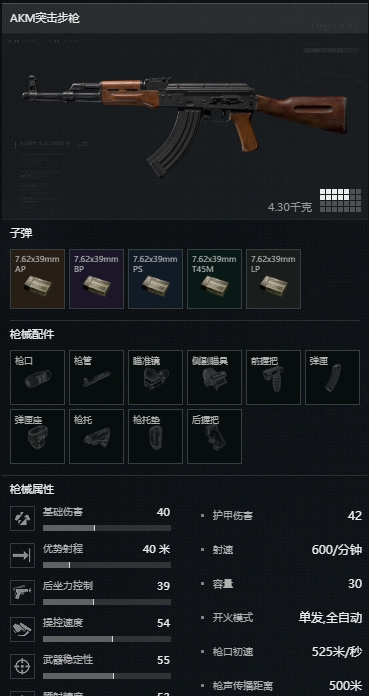 AKM突击步枪
4.30千克
子弹
7.62x39mm AP
7.62x39mm BP
7.62x39mm PS
7.62x39mm T45M
7.62x39mm LP
枪械配件
枪口
枪管
瞄准镜
侧副瞄具
前握把
弹匣
弹匣座
枪托
枪托垫
后握把
枪械属性
基础伤害 40
护甲伤害 42
优势射程 40 米
射速 600/分钟
后坐力控制 39
容量 30
操控速度 54
开火模式 单发,全自动
武器稳定性 55
枪口初速 525米/秒
枪声传播距离 500米